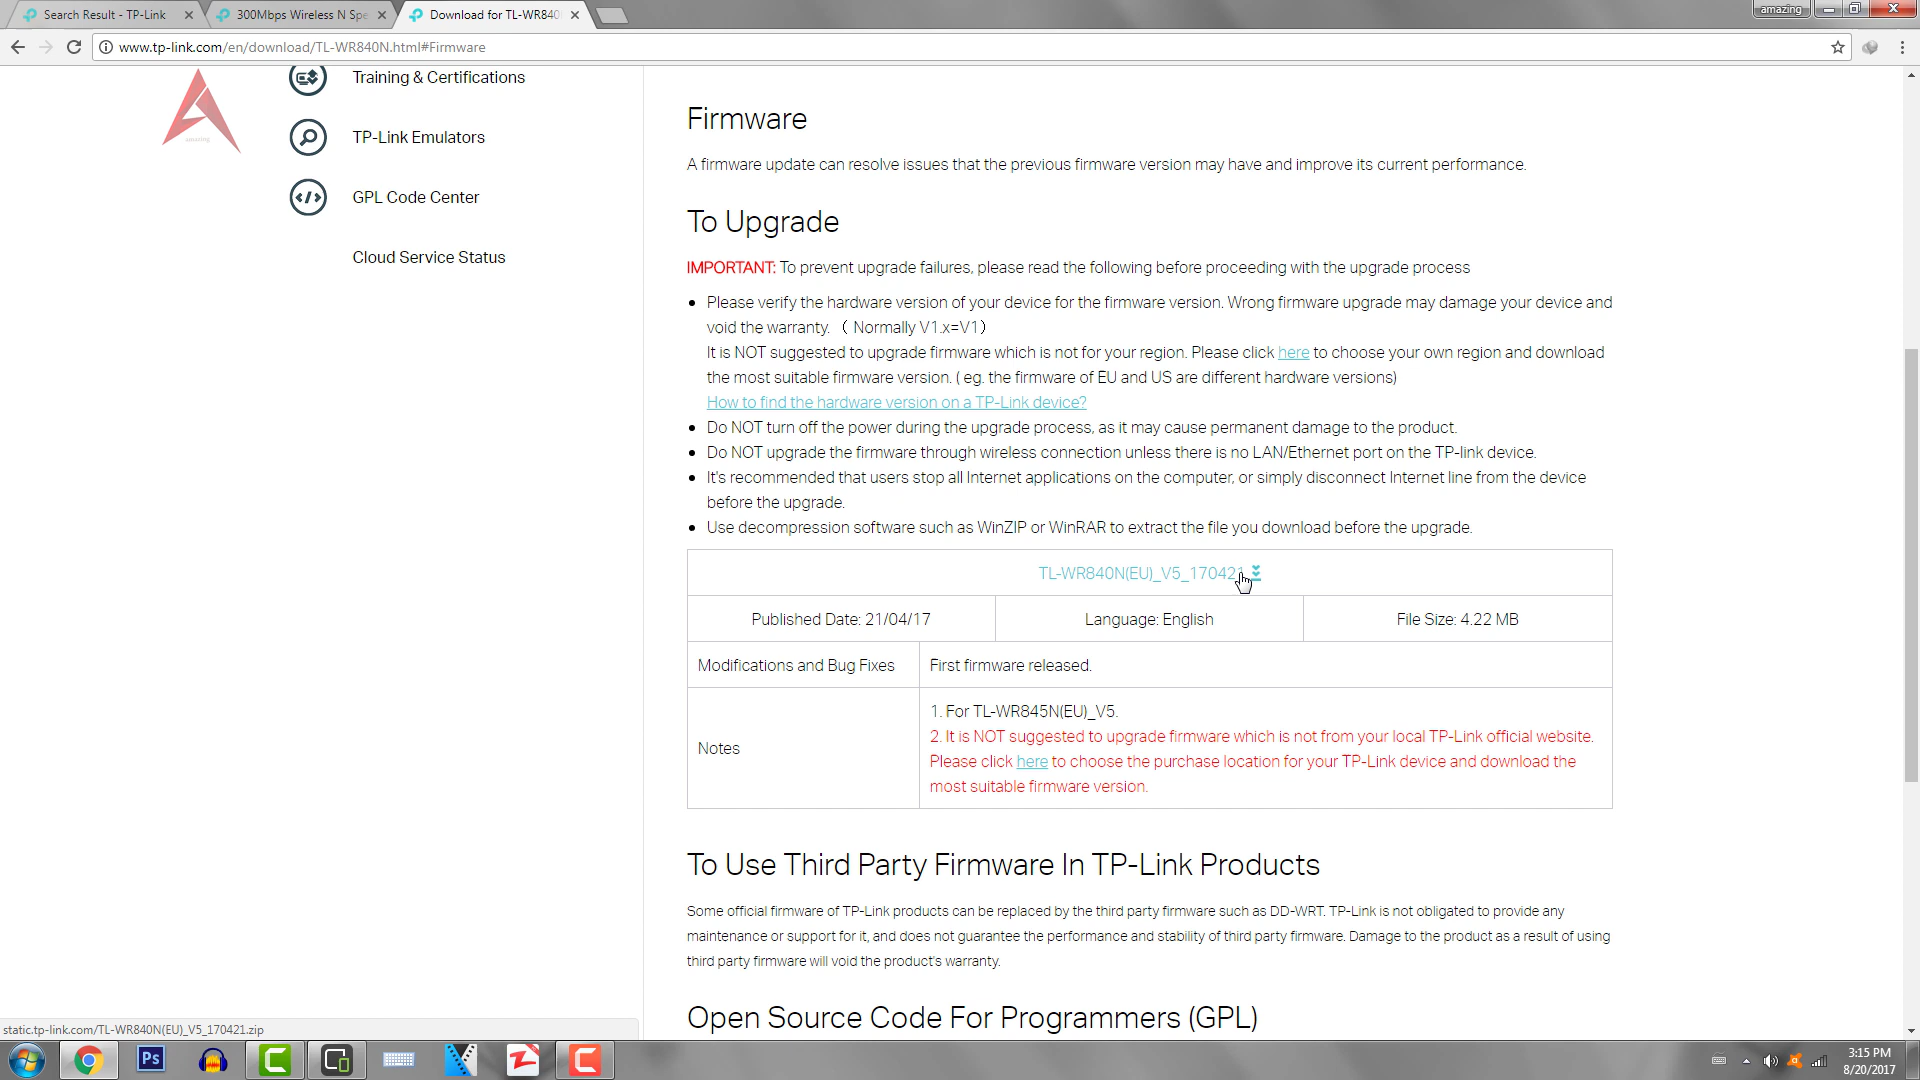 Search Result - TP-Link
300Mbps Wireless N Spe
Download for TL-WR840
amazing
www.tp-link.com/en/download/TL-WR840N.html#Firmware
amazing
Training & Certifications
TP-Link Emulators
GPL Code Center
Cloud Service Status
Firmware
A firmware update can resolve issues that the previous firmware version may have and improve its current performance.
To Upgrade
IMPORTANT: To prevent upgrade failures, please read the following before proceeding with the upgrade process
Please verify the hardware version of your device for the firmware version. Wrong firmware upgrade may damage your device and
void the warranty. （ Normally V1.x=V1）
It is NOT suggested to upgrade firmware which is not for your region. Please click here to choose your own region and download
the most suitable firmware version. ( eg. the firmware of EU and US are different hardware versions)
How to find the hardware version on a TP-Link device?
Do NOT turn off the power during the upgrade process, as it may cause permanent damage to the product.
Do NOT upgrade the firmware through wireless connection unless there is no LAN/Ethernet port on the TP-link device.
It's recommended that users stop all Internet applications on the computer, or simply disconnect Internet line from the device
before the upgrade.
Use decompression software such as WinZIP or WinRAR to extract the file you download before the upgrade.
TL-WR840N(EU)_V5_170421
Published Date: 21/04/17
Language: English
File Size: 4.22 MB
Modifications and Bug Fixes
First firmware released.
Notes
1. For TL-WR845N(EU)_V5.
2. It is NOT suggested to upgrade firmware which is not from your local TP-Link official website.
Please click here to choose the purchase location for your TP-Link device and download the
most suitable firmware version.
To Use Third Party Firmware In TP-Link Products
Some official firmware of TP-Link products can be replaced by the third party firmware such as DD-WRT. TP-Link is not obligated to provide any
maintenance or support for it, and does not guarantee the performance and stability of third party firmware. Damage to the product as a result of using
third party firmware will void the product's warranty.
Open Source Code For Programmers (GPL)
static.tp-link.com/TL-WR840N(EU)_V5_170421.zip
Ps
3:15 PM
8/20/2017